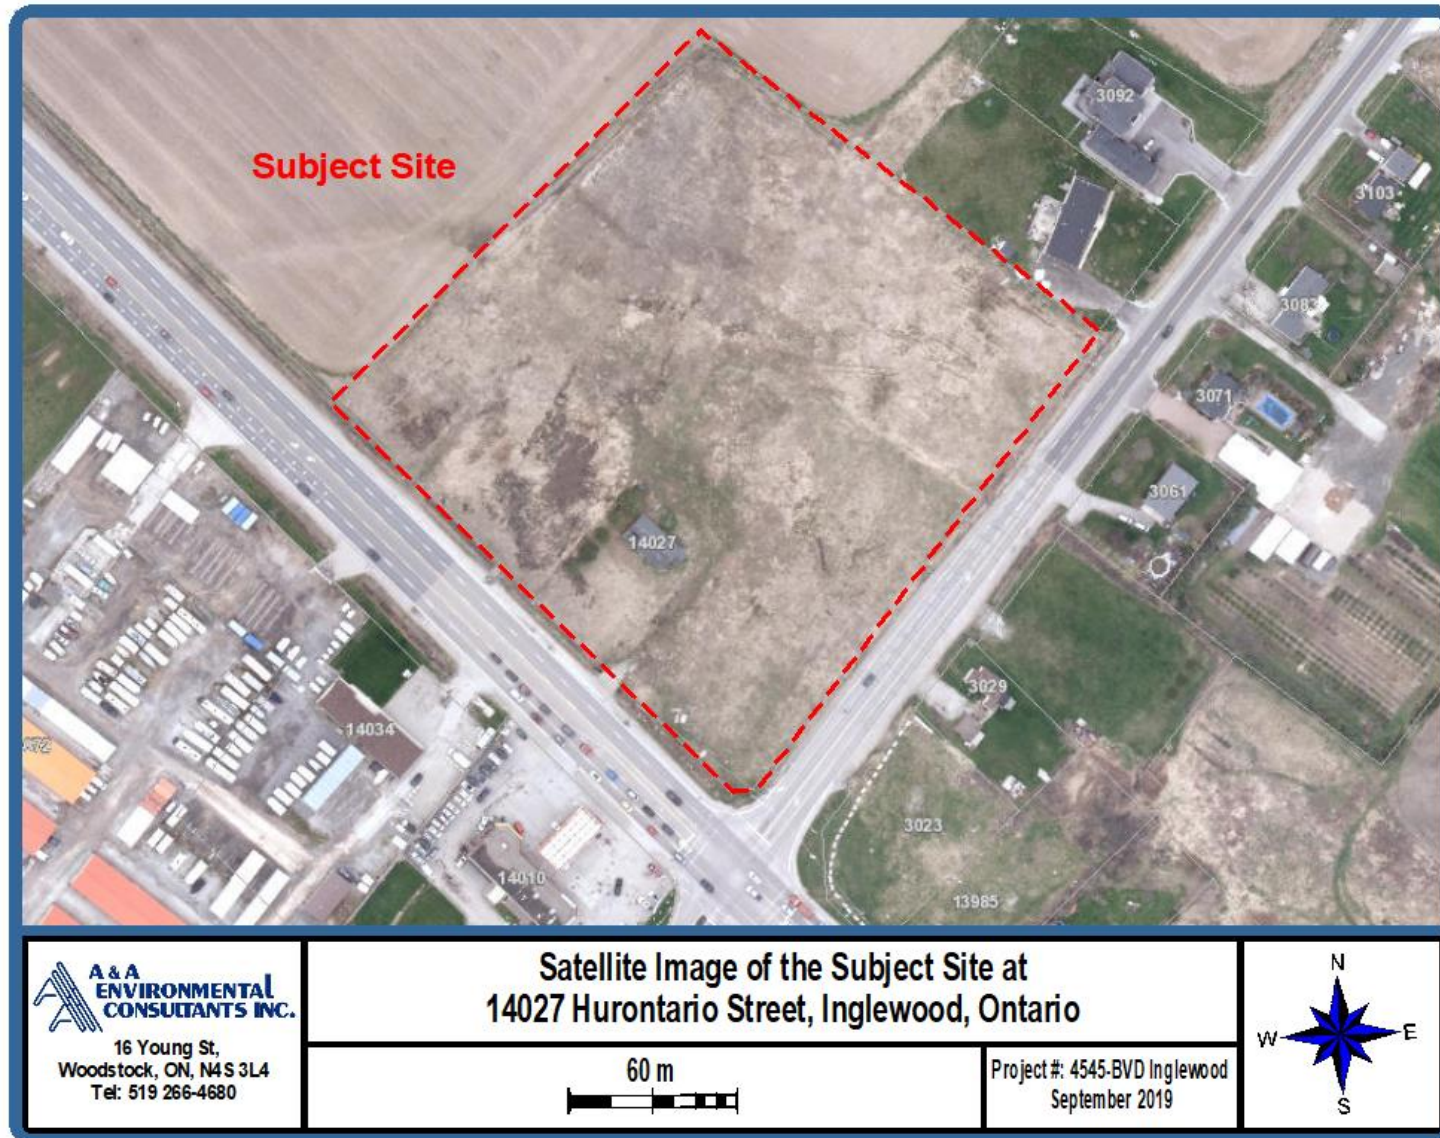 Subject Site
3092
3103
3083
3071
3061
14027
3029
14034
3023
14010
13985
A & A
ENVIRONMENTAL
CONSULTANTS INC.
16 Young St,
Woodstock, ON, N4S 3L4
Tel: 519 266-4680
Satellite Image of the Subject Site at
14027 Hurontario Street, Inglewood, Ontario
60 m
Project #: 4545-BVD Inglewood
September 2019
N
W
E
S